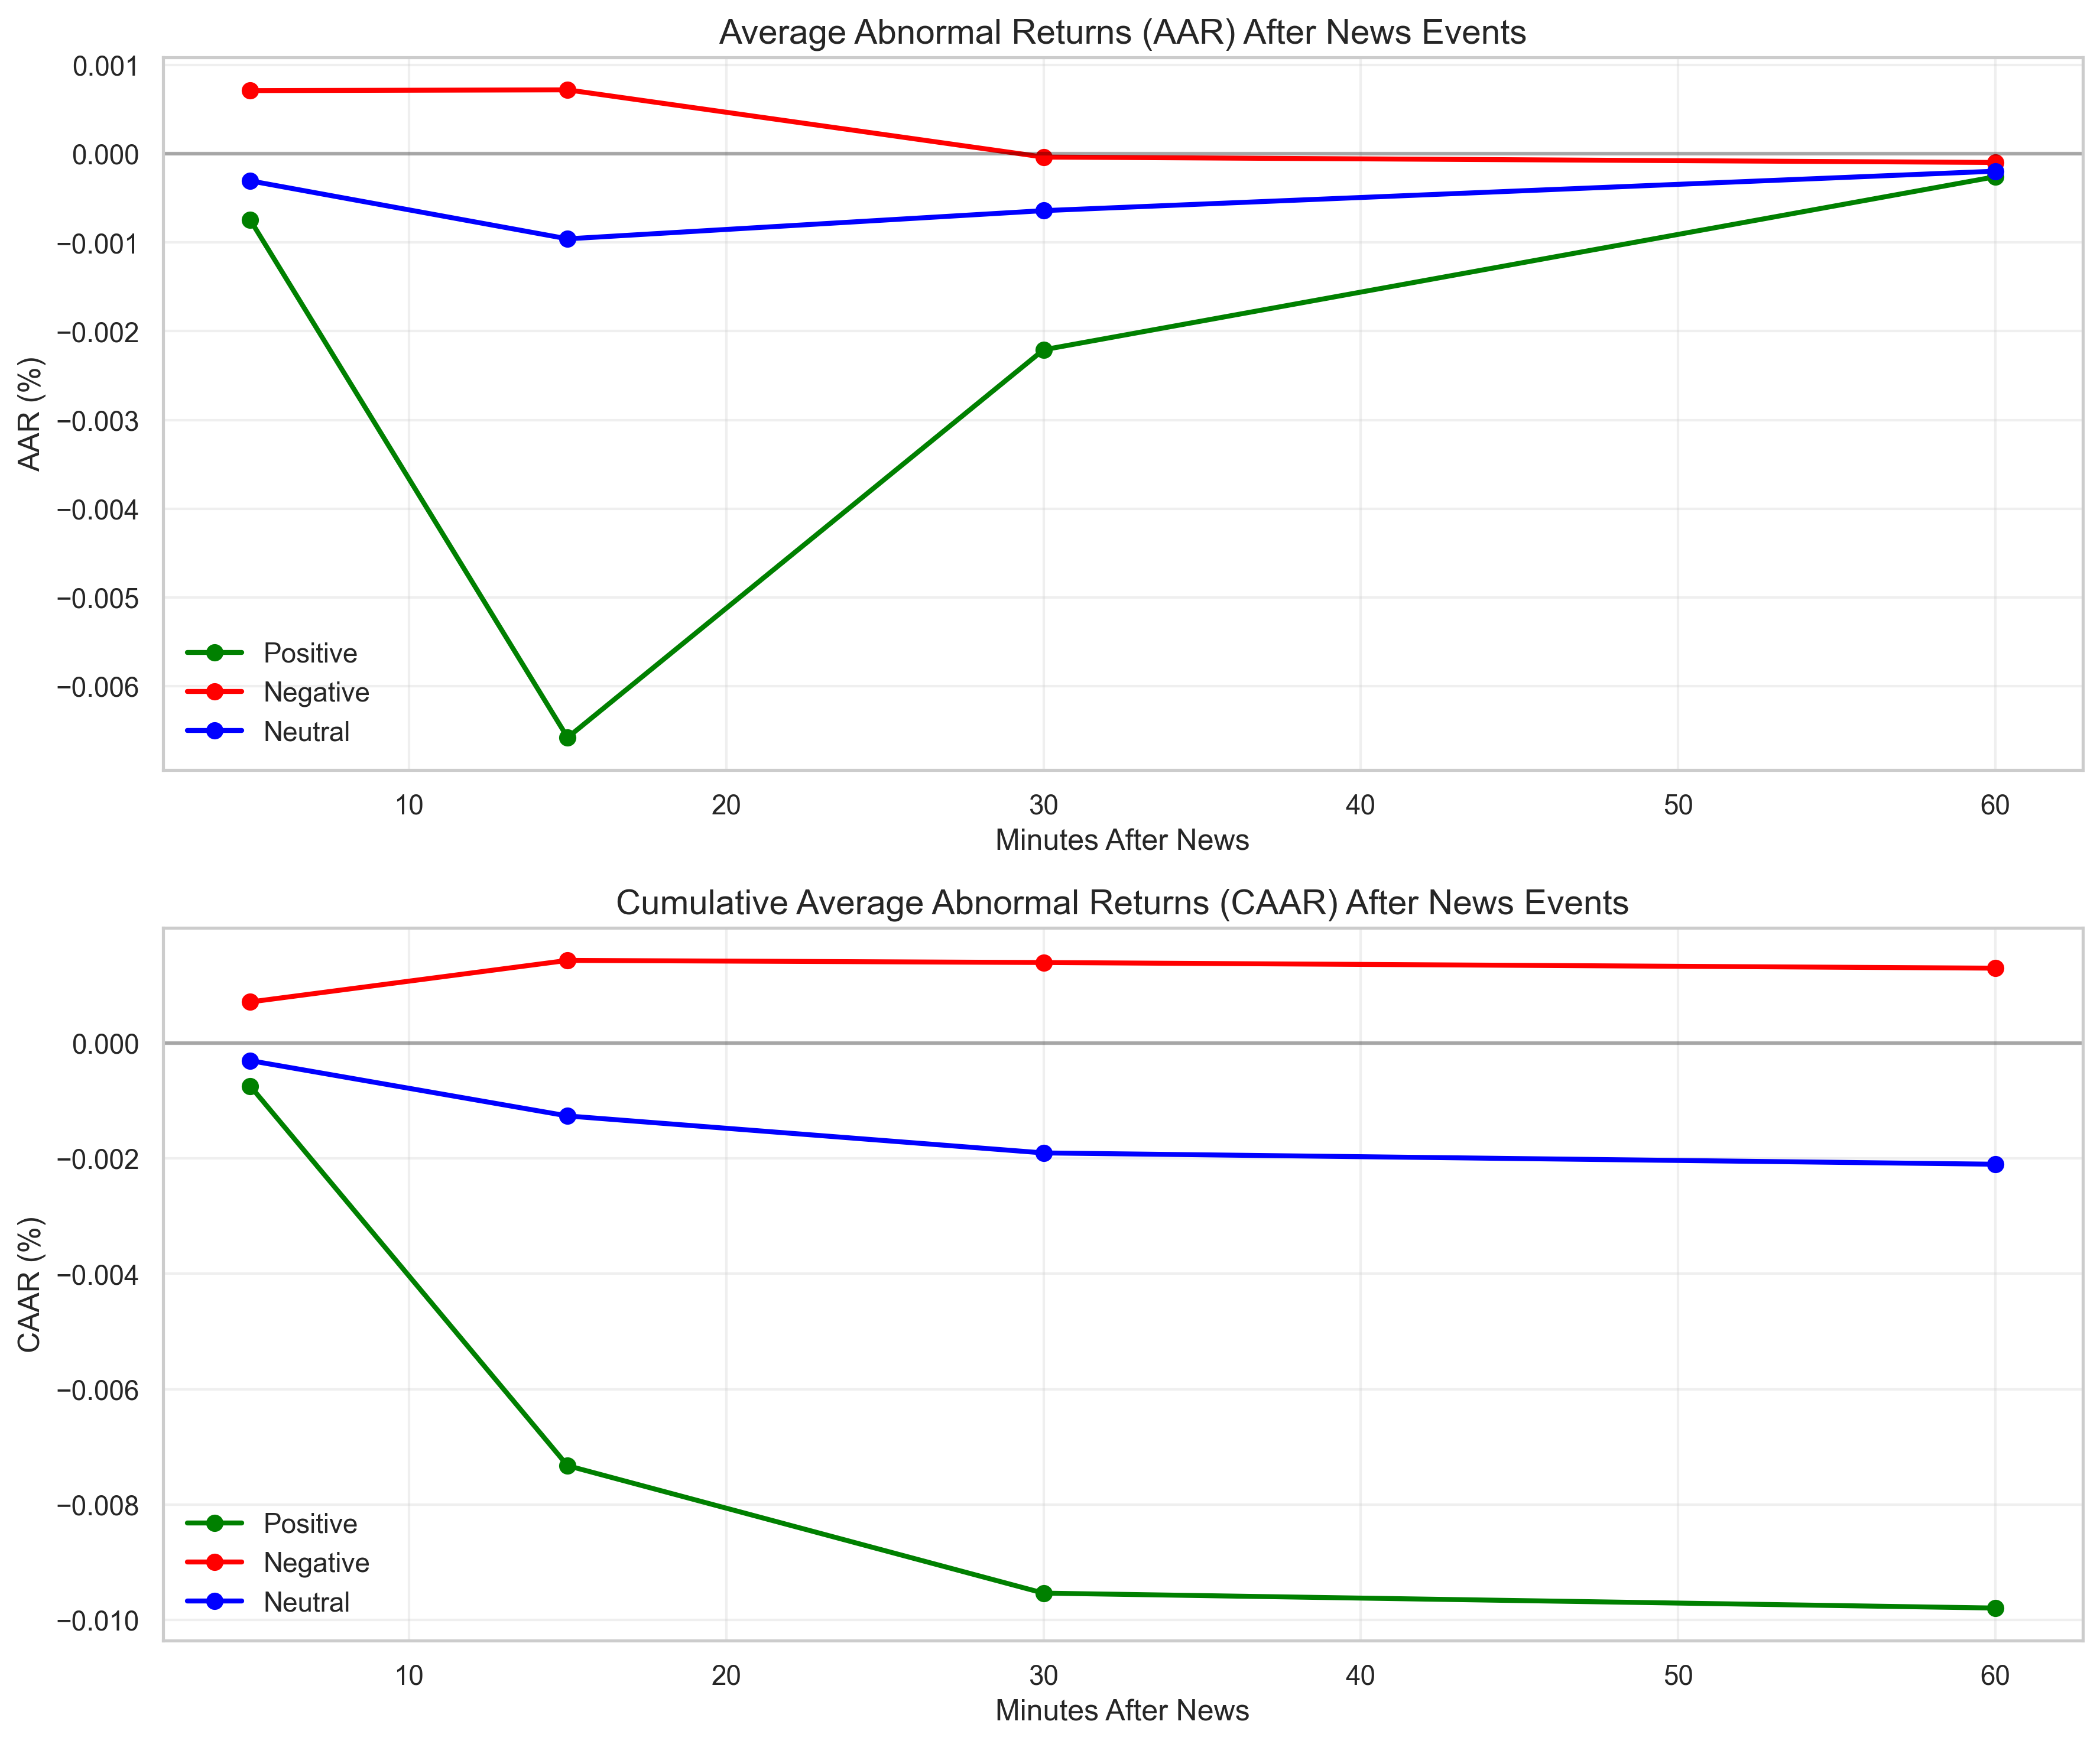 Average Abnormal Returns (AAR) After News Events
0.001
0.000
−0.001
−0.002
−0.003
−0.004
−0.005
−0.006
AAR (%)
Positive
Negative
Neutral
10 20 30 40 50 60
Minutes After News
Cumulative Average Abnormal Returns (CAAR) After News Events
0.000
−0.002
−0.004
−0.006
−0.008
−0.010
CAAR (%)
Positive
Negative
Neutral
10 20 30 40 50 60
Minutes After News